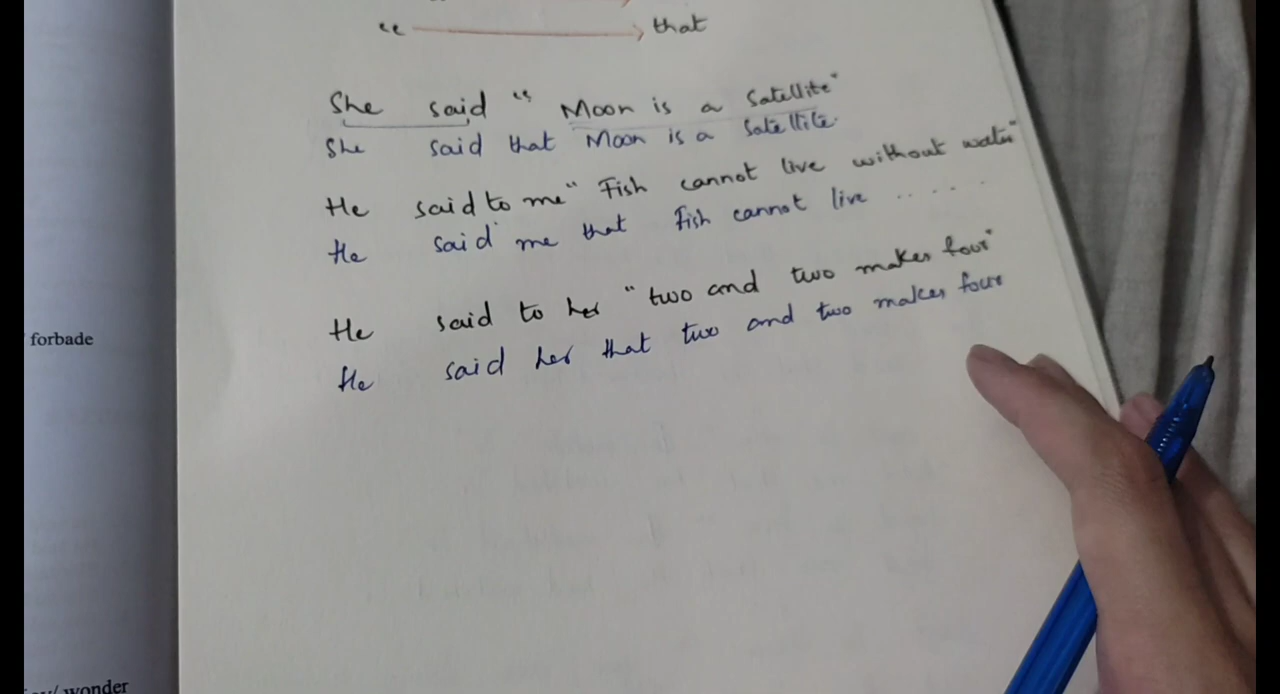 “ → that
She said “ Moon is a Satellite”
She said that Moon is a Satellite.
He said to me “ Fish cannot live without water”
He said me that Fish cannot live ......
He said to her “ two and two makes four”
He said her that two and two makes four
forbade
/ wonder